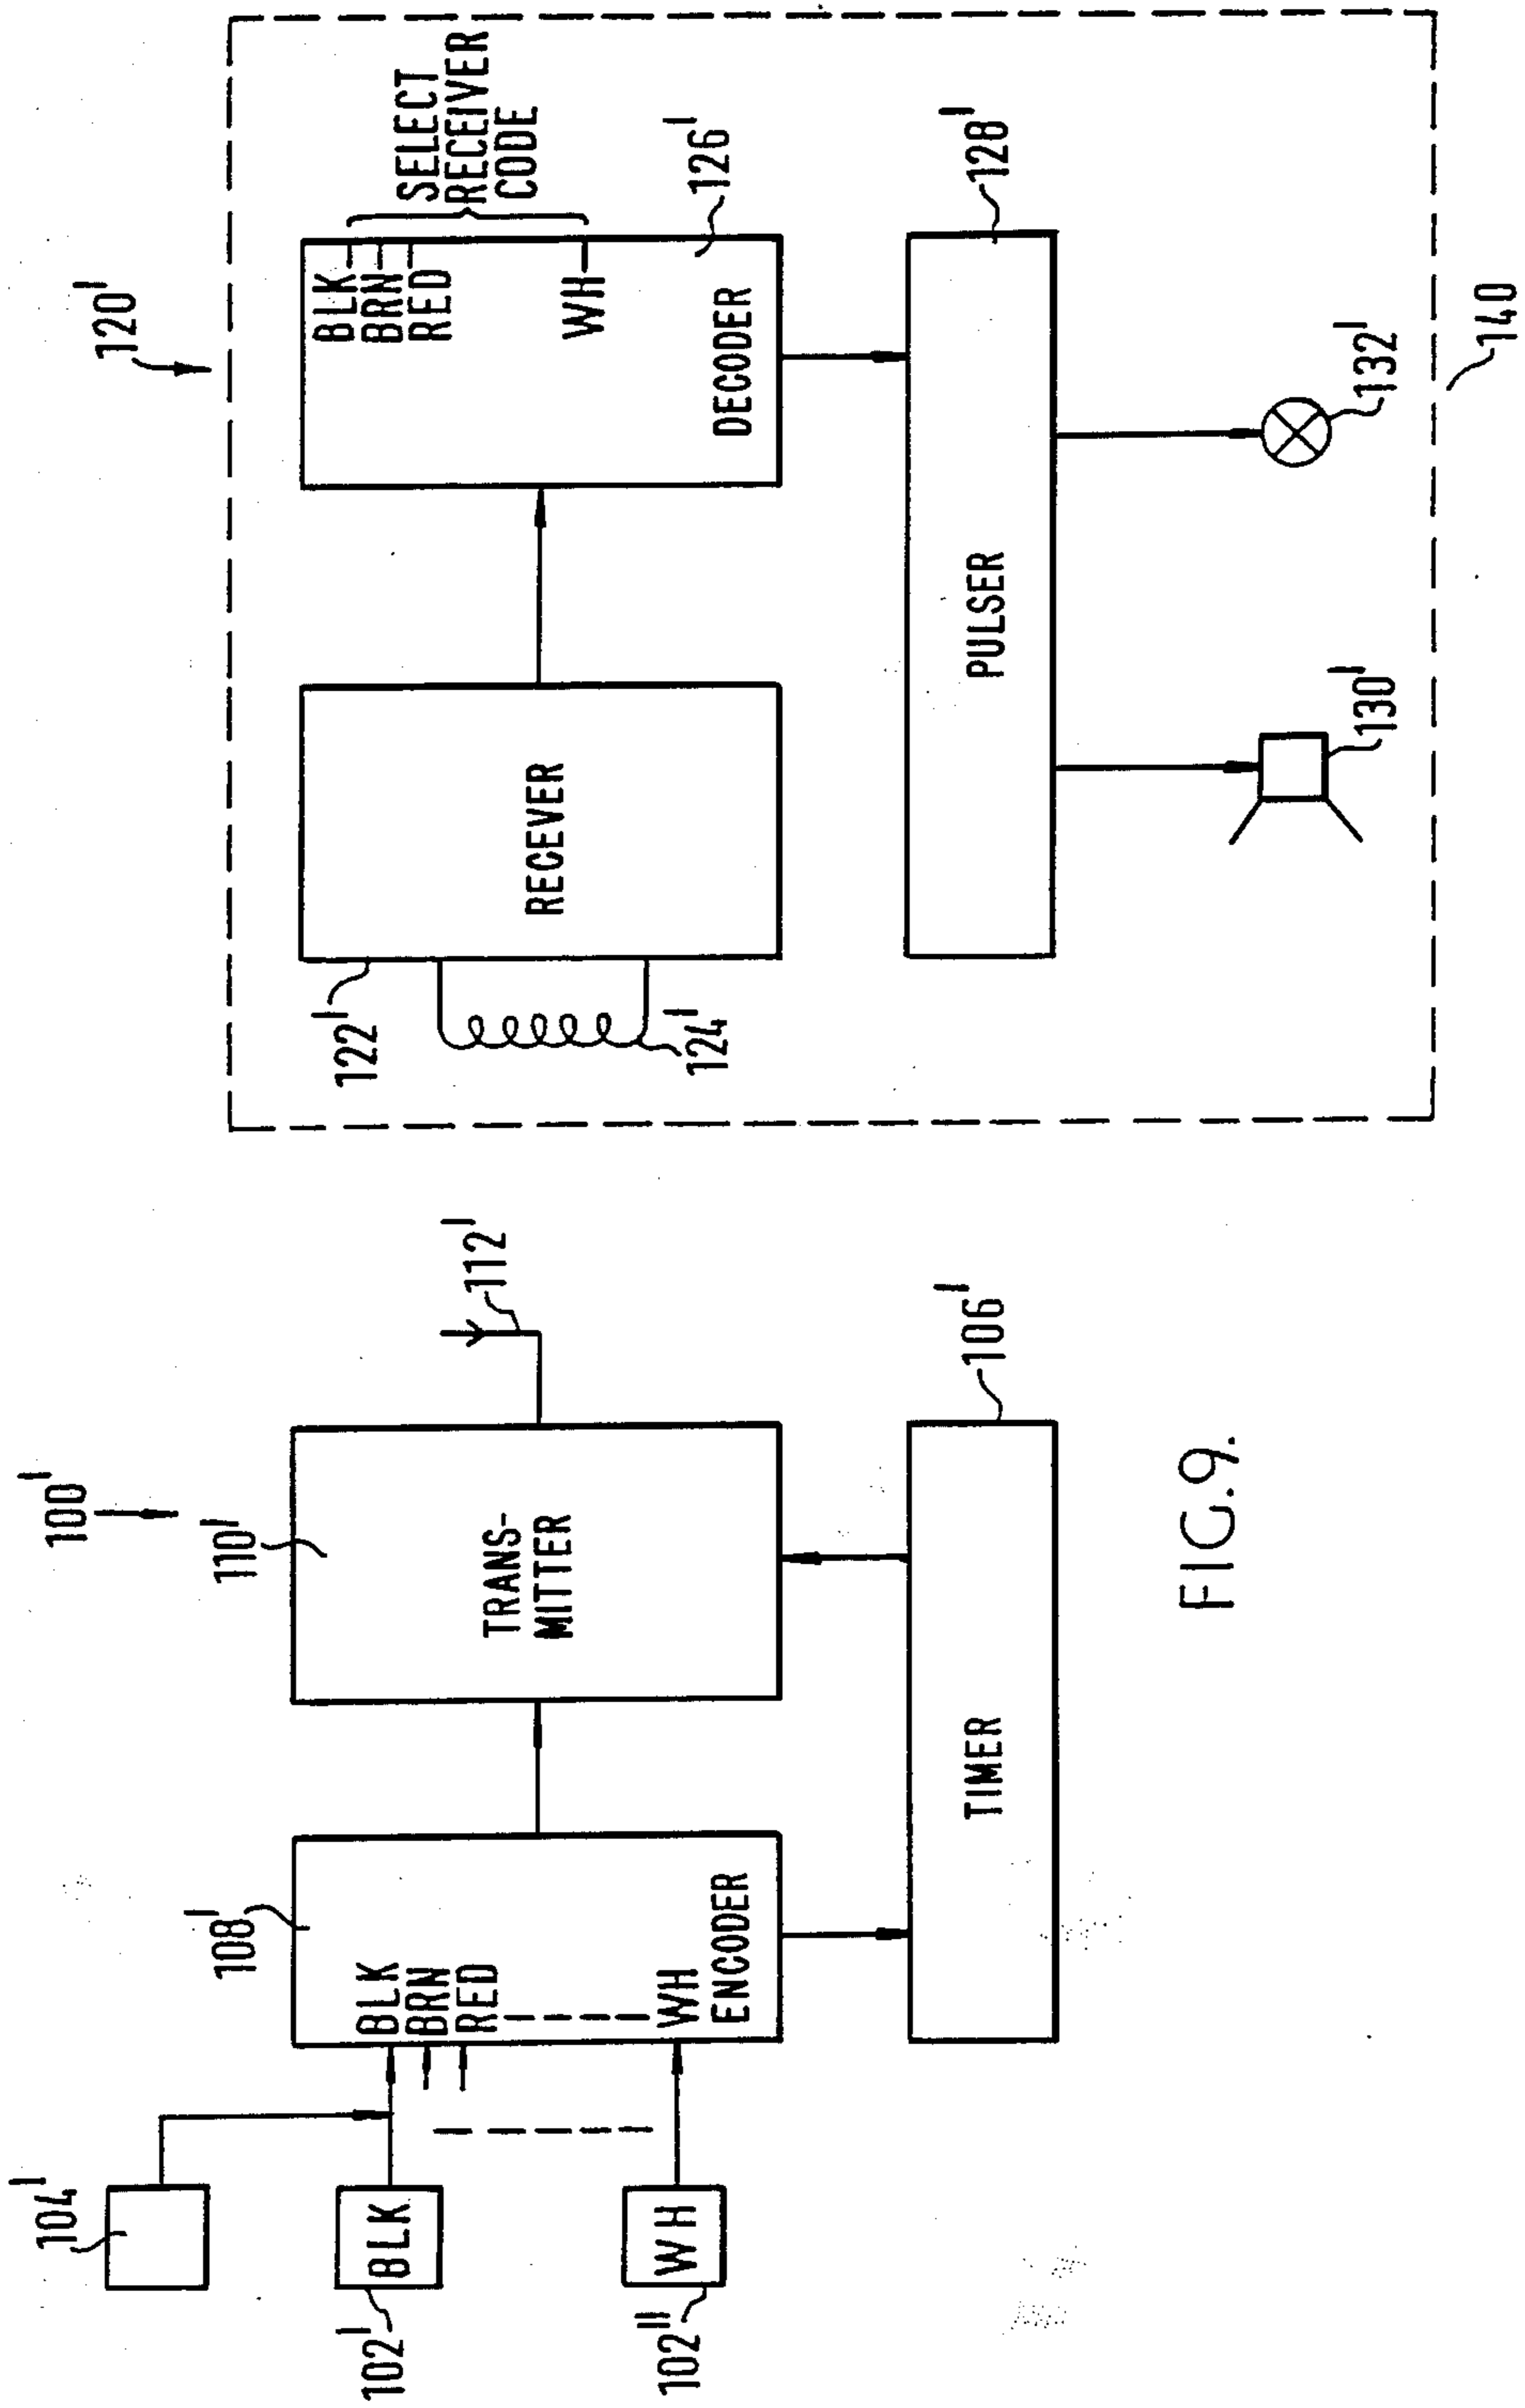 100'
104'
102'
BLK
102"
WH
108'
BLK
BRN
RED
WH
ENCODER
110'
TRANS-
MITTER
112'
TIMER
106'
120'
122'
124'
RECEVER
BLK
BRN
RED
WH
DECODER
SELECT
RECEIVER
CODE
126'
PULSER
128'
130'
132'
140
FIG.9.